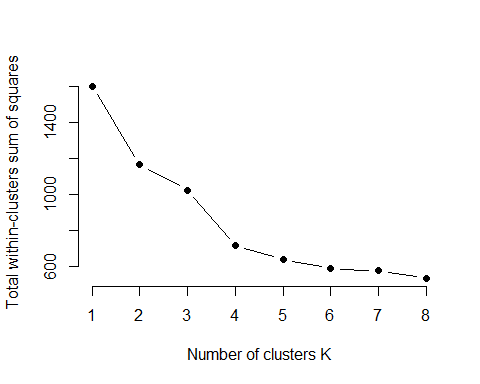 Total within-clusters sum of squares
1400
1000
600
1 2 3 4 5 6 7 8
Number of clusters K